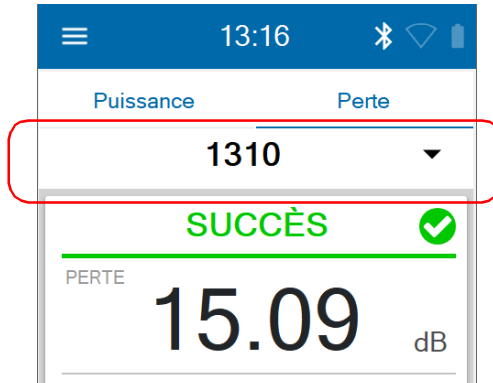 13:16
Puissance Perte
1310
SUCCÈS
PERTE
15.09 dB